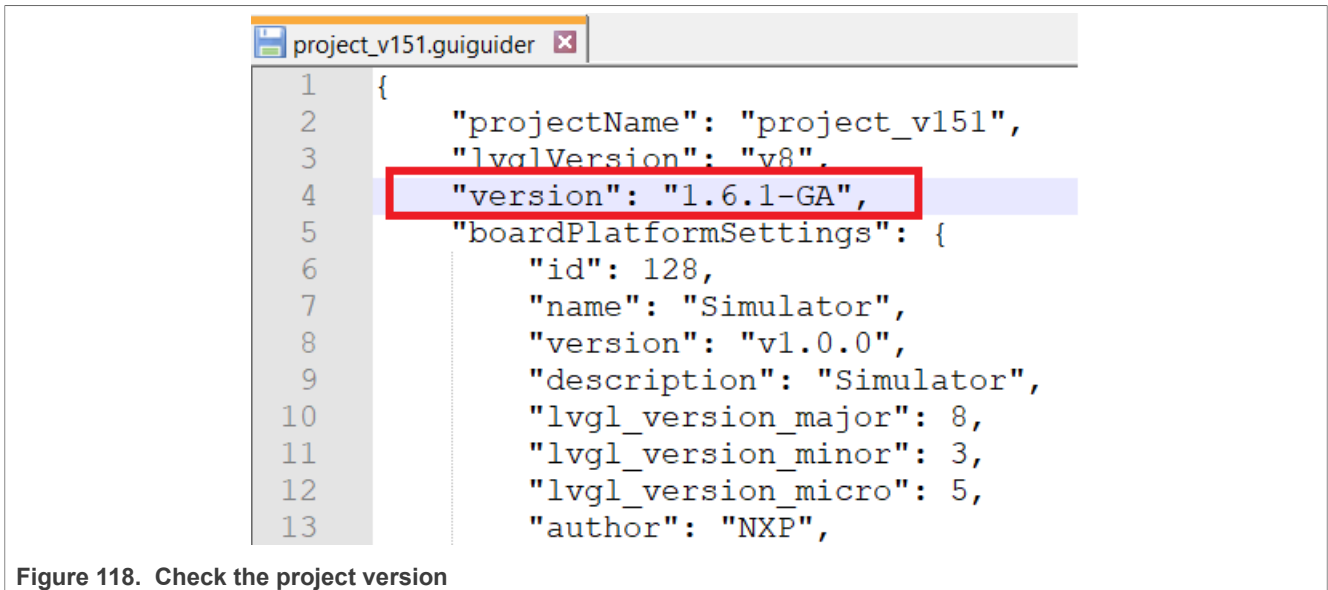 project_v151.guiguider
1 {
2 "projectName": "project_v151",
3 "lvglVersion": "v8",
4 "version": "1.6.1-GA",
5 "boardPlatformSettings": {
6 "id": 128,
7 "name": "Simulator",
8 "version": "v1.0.0",
9 "description": "Simulator",
10 "lvgl_version_major": 8,
11 "lvgl_version_minor": 3,
12 "lvgl_version_micro": 5,
13 "author": "NXP",
Figure 118. Check the project version